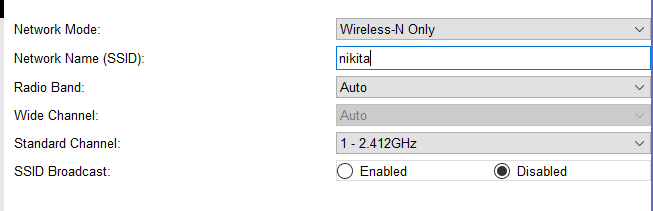 Network Mode: Wireless-N Only
Network Name (SSID): nikita
Radio Band: Auto
Wide Channel: Auto
Standard Channel: 1 - 2.412GHz
SSID Broadcast: Enabled Disabled